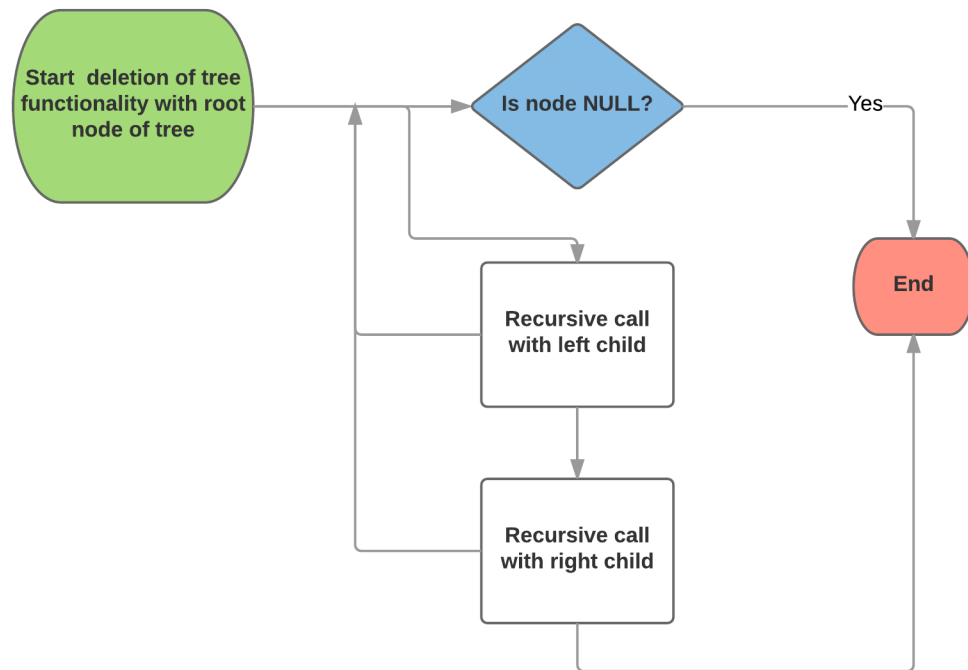 Start  deletion of tree
functionality with root
node of tree
Is node NULL?
Yes
End
Recursive call
with left child
Recursive call
with right child